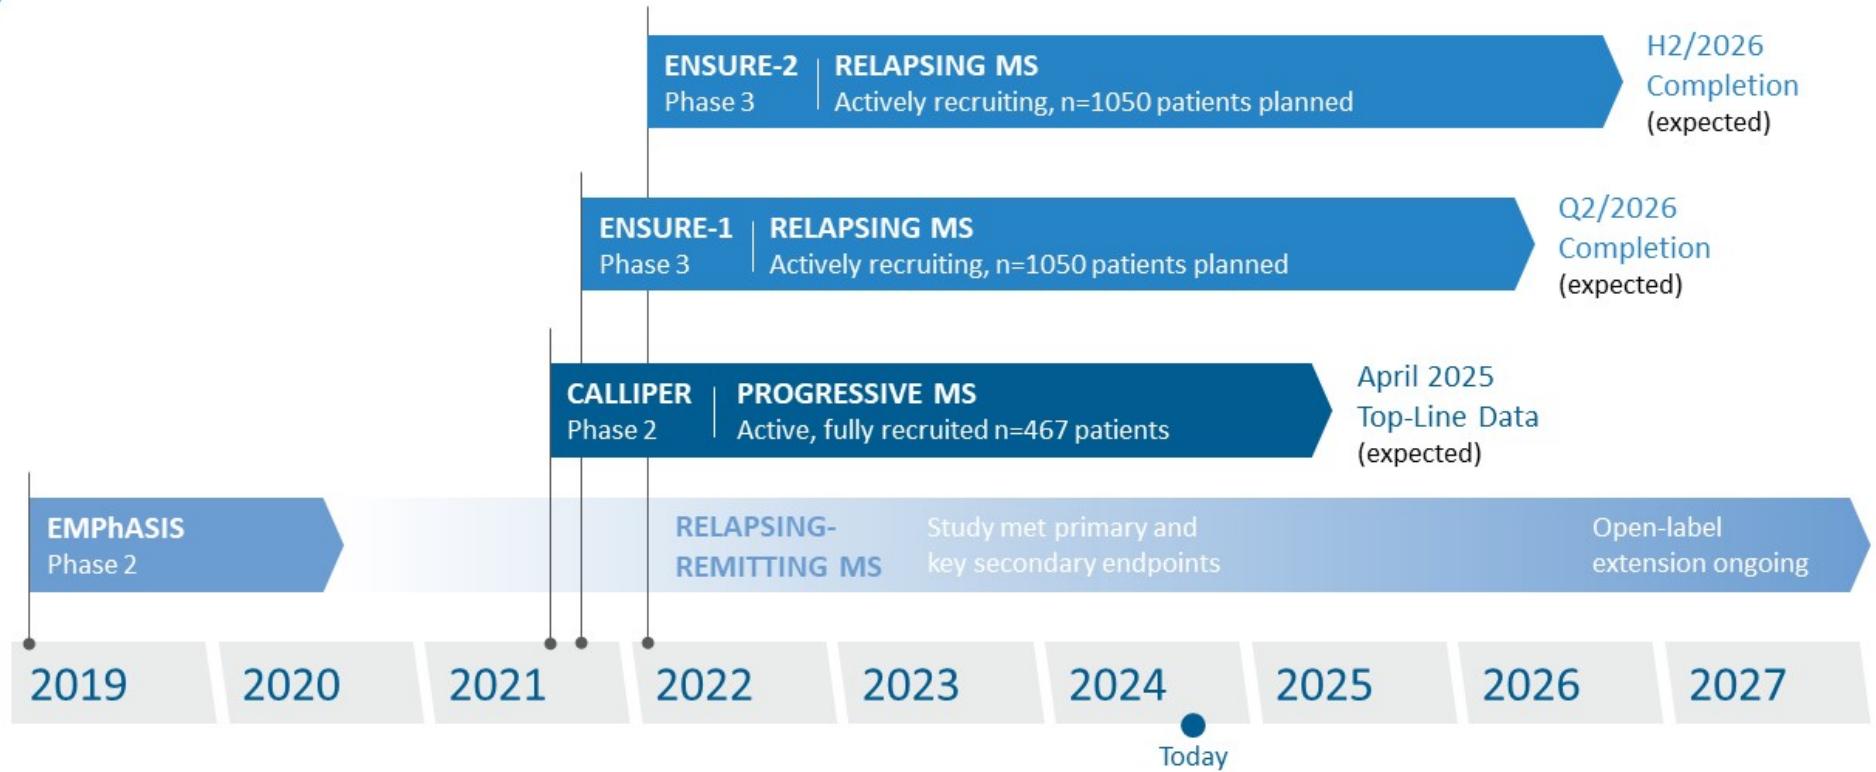 ENSURE-2
Phase 3
RELAPSING MS
Actively recruiting, n=1050 patients planned
H2/2026
Completion
(expected)
ENSURE-1
Phase 3
RELAPSING MS
Actively recruiting, n=1050 patients planned
Q2/2026
Completion
(expected)
CALLIPER
Phase 2
PROGRESSIVE MS
Active, fully recruited n=467 patients
April 2025
Top-Line Data
(expected)
EMPhASIS
Phase 2
RELAPSING-
REMITTING MS
Study met primary and
key secondary endpoints
Open-label
extension ongoing
2019 2020 2021 2022 2023 2024 2025 2026 2027
Today